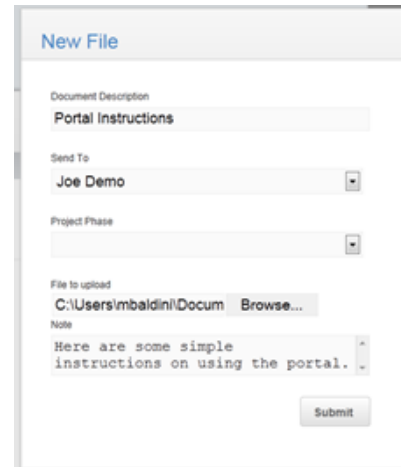 New File
Document Description
Portal Instructions
Send To
Joe Demo
Project Phase
File to upload
C:\Users\mbaldini\Docum Browse...
Note
Here are some simple
instructions on using the portal.
Submit